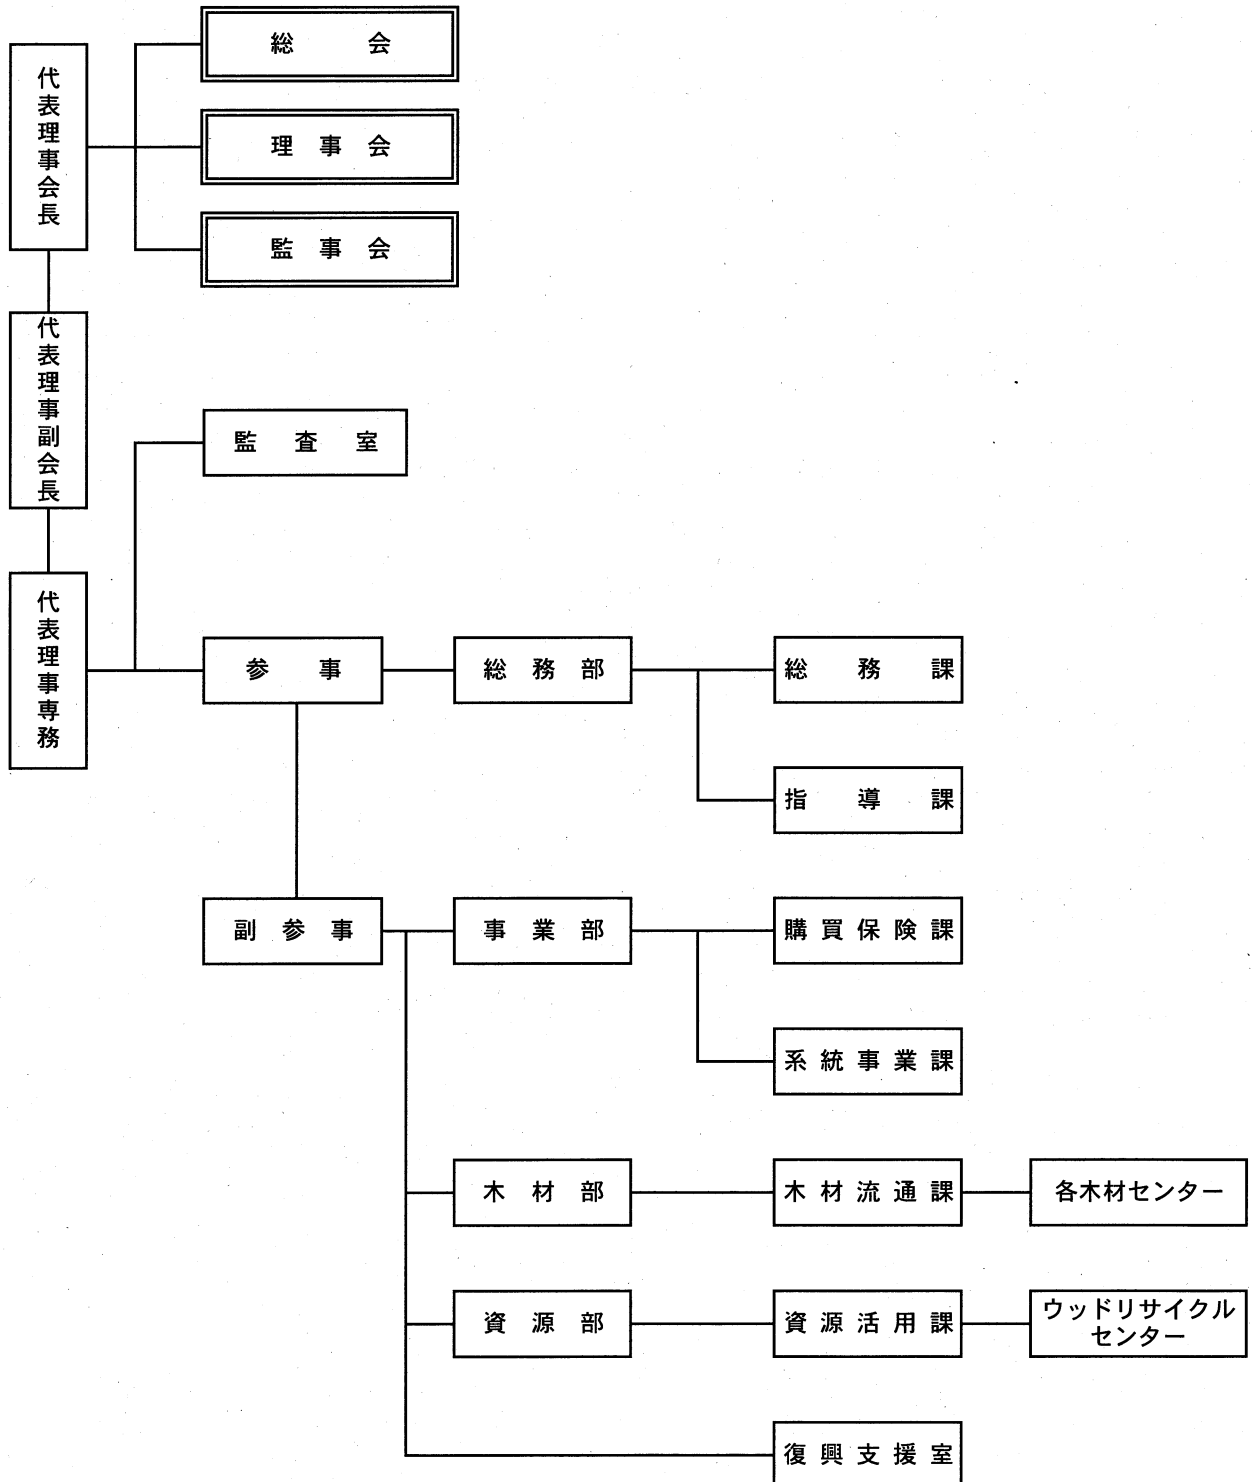 代表理事会長
総会
理事会
監事会
代表理事副会長
監査室
代表理事専務
参事
総務部
総務課
指導課
副参事
事業部
購買保険課
系統事業課
木材部
木材流通課
各木材センター
資源部
資源活用課
ウッドリサイクル
センター
復興支援室